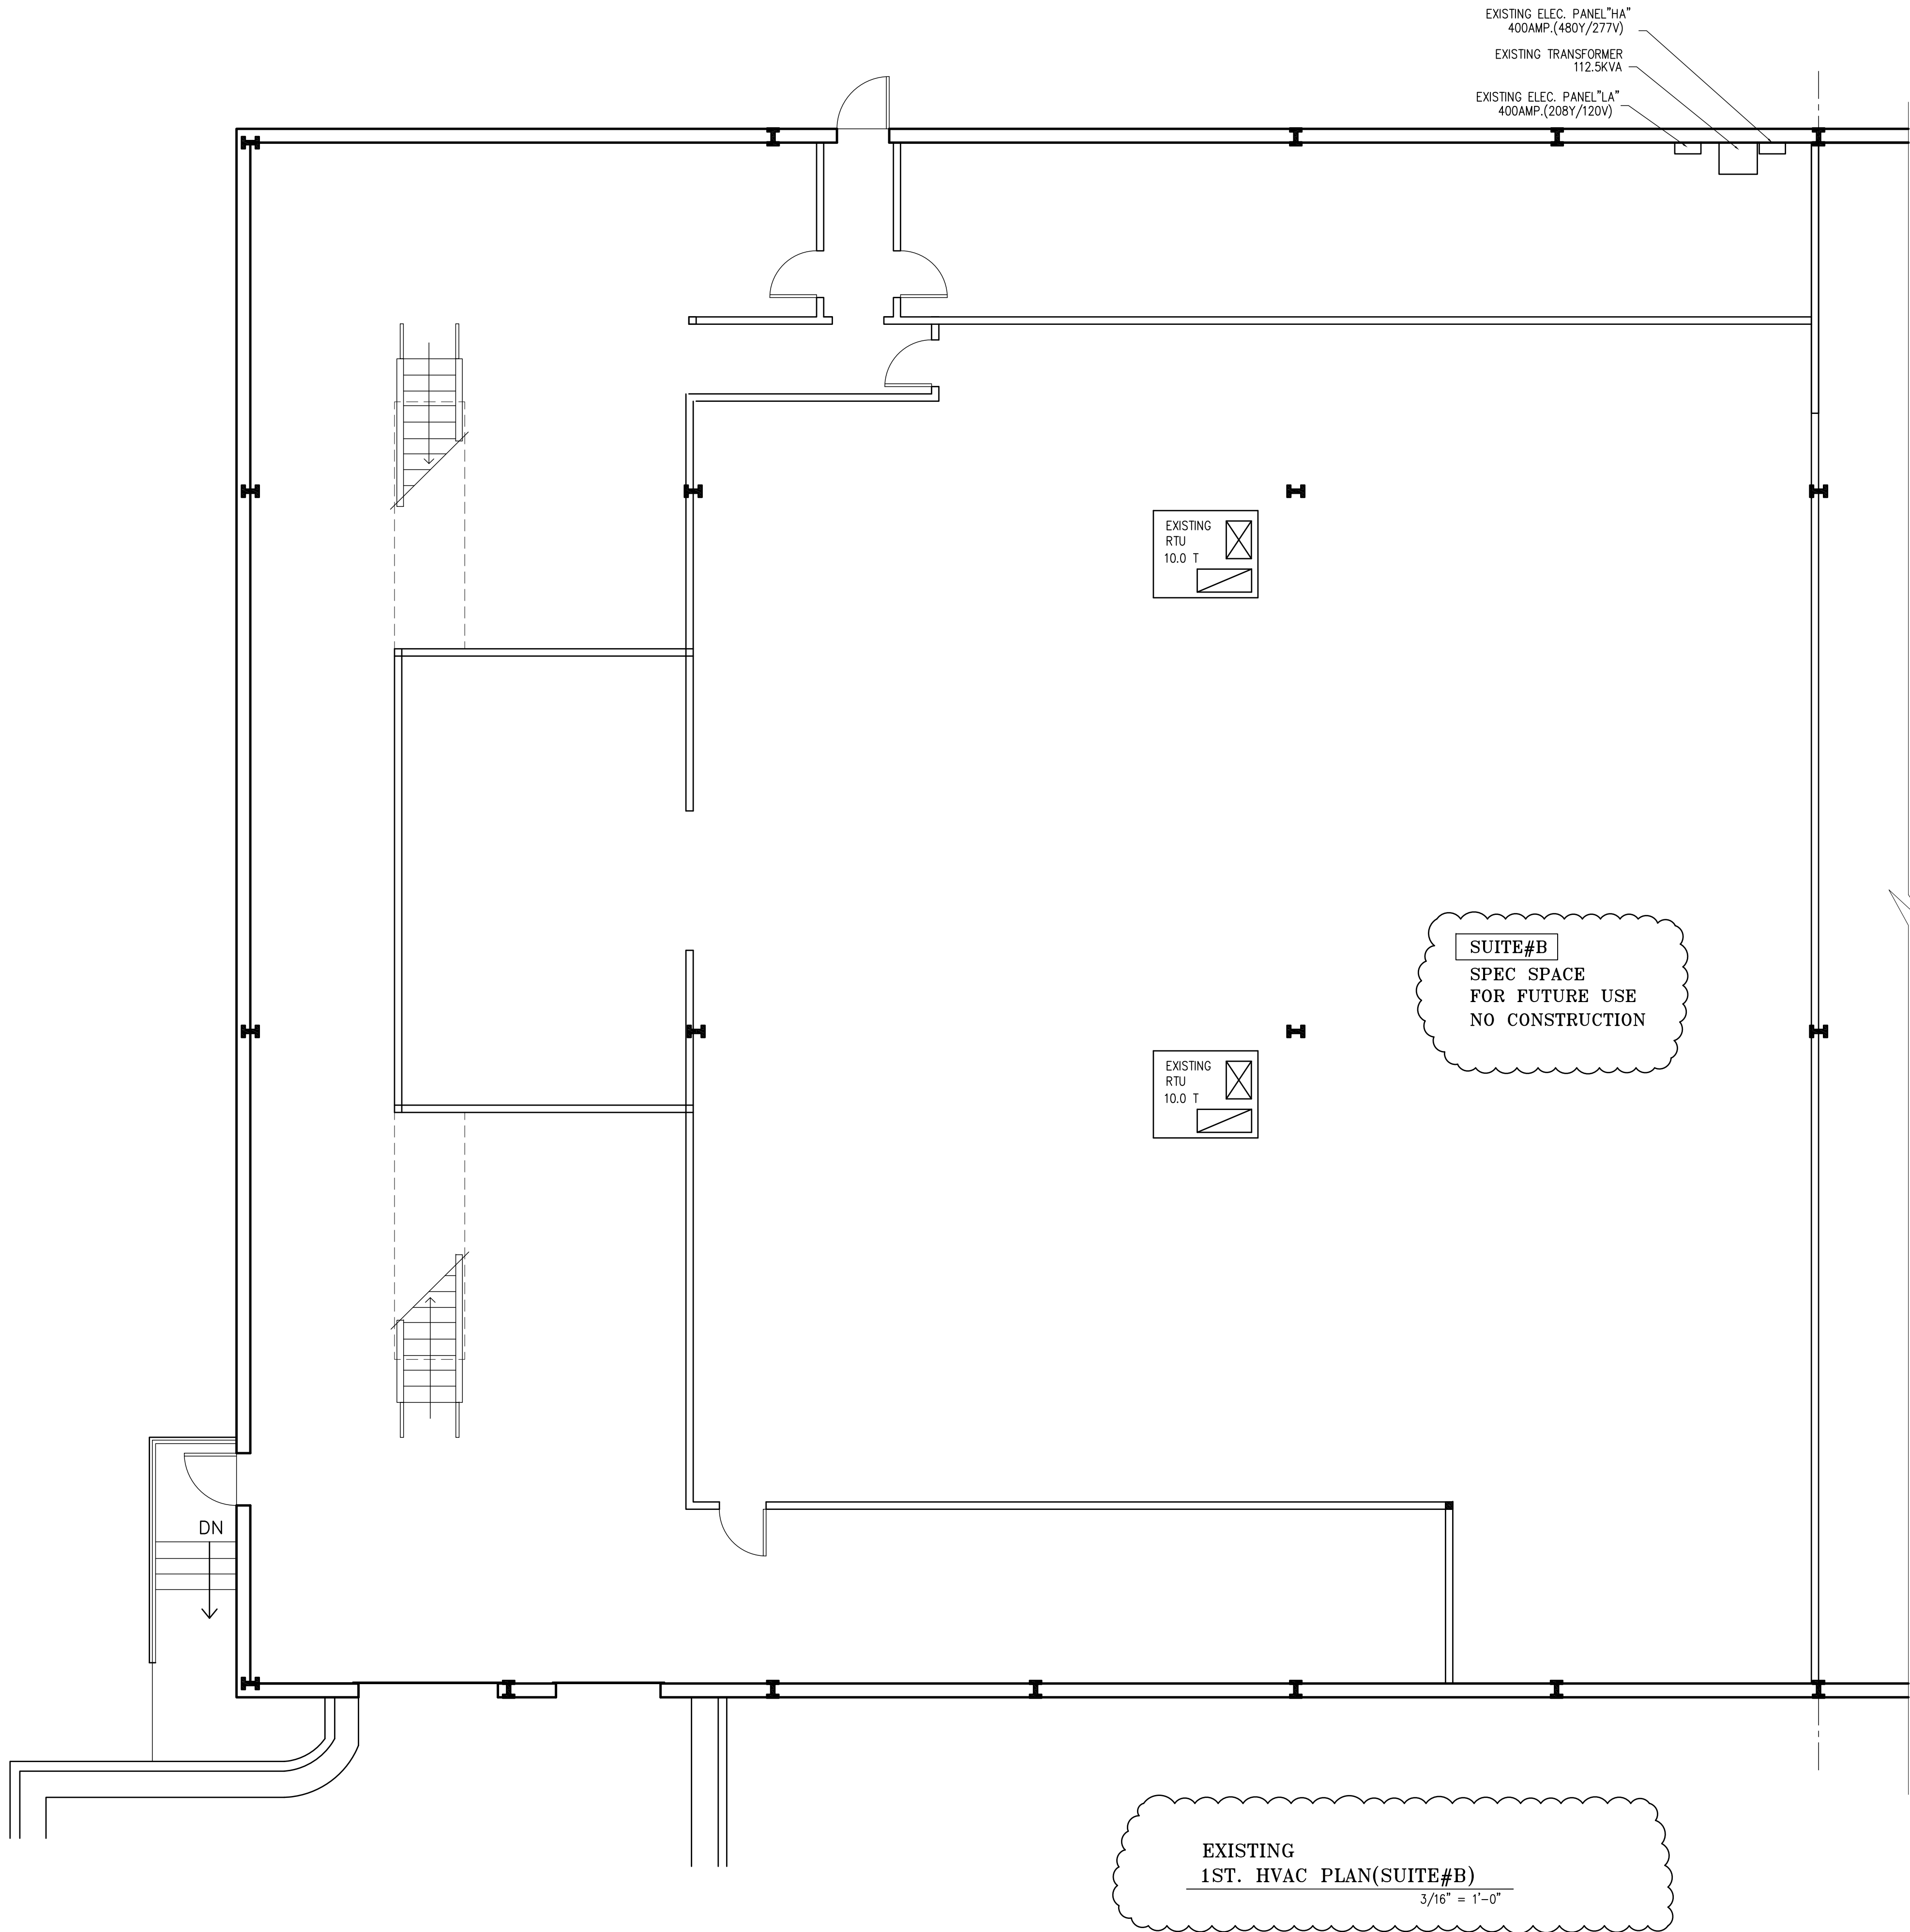 EXISTING ELEC. PANEL"HA"
400AMP.(480Y/277V)
EXISTING TRANSFORMER
112.5KVA
EXISTING ELEC. PANEL"LA"
400AMP.(208Y/120V)
EXISTING
RTU
10.0 T
SUITE#B
SPEC SPACE
FOR FUTURE USE
NO CONSTRUCTION
EXISTING
RTU
10.0 T
DN
EXISTING
1ST. HVAC PLAN(SUITE#B)
3/16" = 1'-0"